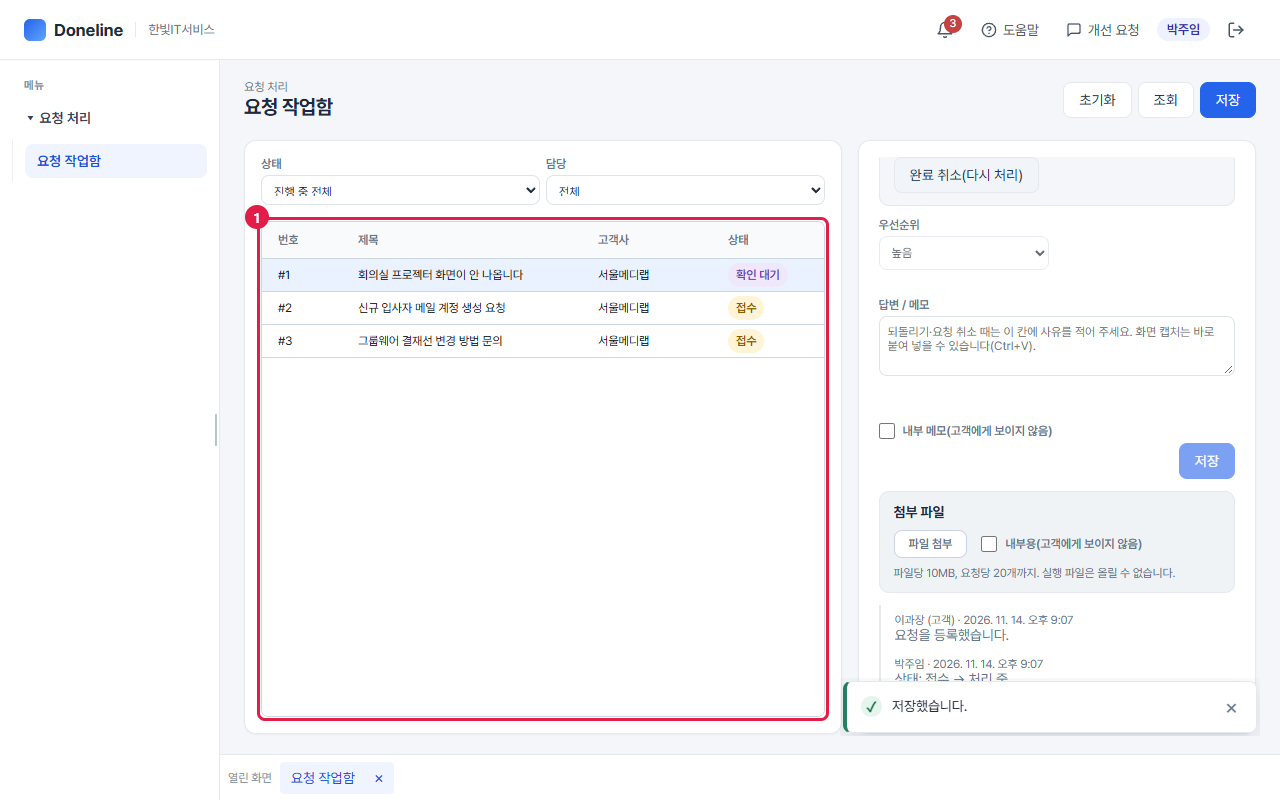 Doneline
한빛IT서비스
3
도움말
개선 요청
박주임
메뉴
요청 처리
요청 작업함
요청 처리
요청 작업함
초기화
조회
저장
상태
담당
진행 중 전체
전체
1
번호 제목 고객사 상태
#1 회의실 프로젝터 화면이 안 나옵니다 서울메디랩 확인 대기
#2 신규 입사자 메일 계정 생성 요청 서울메디랩 접수
#3 그룹웨어 결재선 변경 방법 문의 서울메디랩 접수
완료 취소(다시 처리)
우선순위
높음
답변 / 메모
되돌리기·요청 취소 때는 이 칸에 사유를 적어 주세요. 화면 캡처는 바로
붙여 넣을 수 있습니다(Ctrl+V).
내부 메모(고객에게 보이지 않음)
저장
첨부 파일
파일 첨부
내부용(고객에게 보이지 않음)
파일당 10MB, 요청당 20개까지. 실행 파일은 올릴 수 없습니다.
이과장 (고객) · 2026. 11. 14. 오후 9:07
요청을 등록했습니다.
박주임 · 2026. 11. 14. 오후 9:07
상태: 접수 → 처리 중
저장했습니다.
열린 화면
요청 작업함